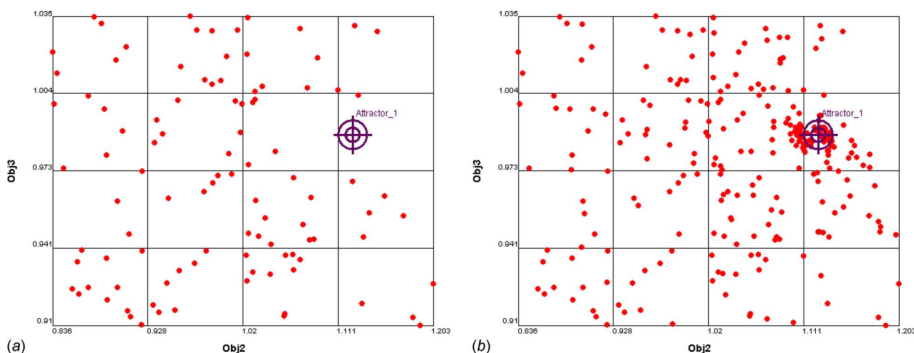 1.035
1.004
Attractor_1
Obj3
0.973
0.941
0.91
0.836
0.928
1.02
1.111
1.203
(a)
Obj2
1.035
1.004
Attractor_1
Obj3
0.973
0.941
0.91
0.836
0.928
1.02
1.111
1.203
(b)
Obj2